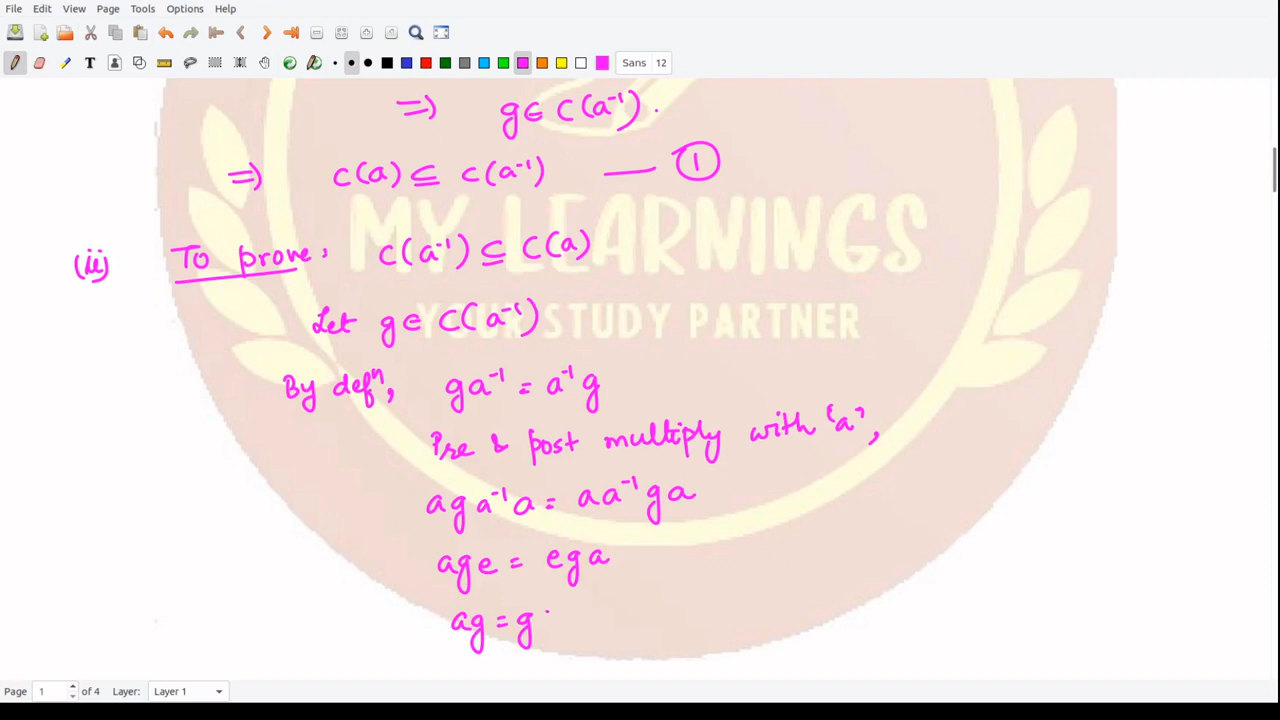 File Edit View Page Tools Options Help
Sans 12
=> g∈ C(a⁻¹).
=> C(a) ⊆ C(a⁻¹) — ①
MY LEARNINGS
(ii) To prove, C(a⁻¹) ⊆ C(a)
YOUR STUDY PARTNER
Let g∈ C(a⁻¹)
By defⁿ, ga⁻¹ = a⁻¹g
Pre & post multiply with 'a',
aga⁻¹a = aa⁻¹ga
age = ega
ag = g
Page 1 of 4 Layer: Layer 1